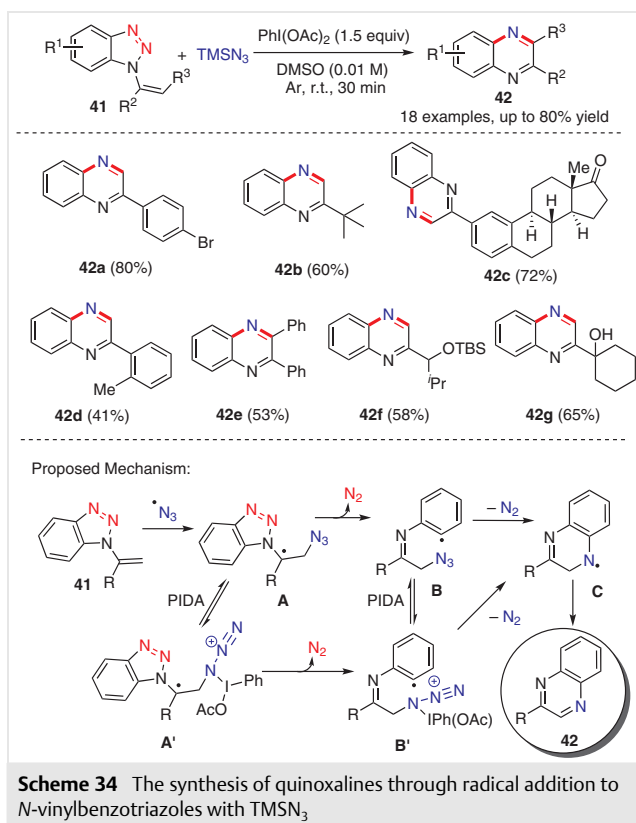 R¹ N N N R³ R² 41
+ TMSN₃
PhI(OAc)₂ (1.5 equiv)
DMSO (0.01 M)
Ar, r.t., 30 min
R¹ N N R³ R² 42
18 examples, up to 80% yield
N N Br
42a (80%)
N N
42b (60%)
N N H H H Me O
42c (72%)
N N Me
42d (41%)
N Ph N Ph
42e (53%)
N N OTBS iPr
42f (58%)
N OH N
42g (65%)
Proposed Mechanism:
N N N R 41
• N₃
N N N N₃ • R A
N₂
N • N₃ R B
– N₂
N N• R C
PIDA
PIDA
N N N • R N N N ⊕ I Ph AcO A'
N₂
N • R N N N ⊕ IPh(OAc) B'
– N₂
N N R 42
Scheme 34 The synthesis of quinoxalines through radical addition to
N-vinylbenzotriazoles with TMSN₃